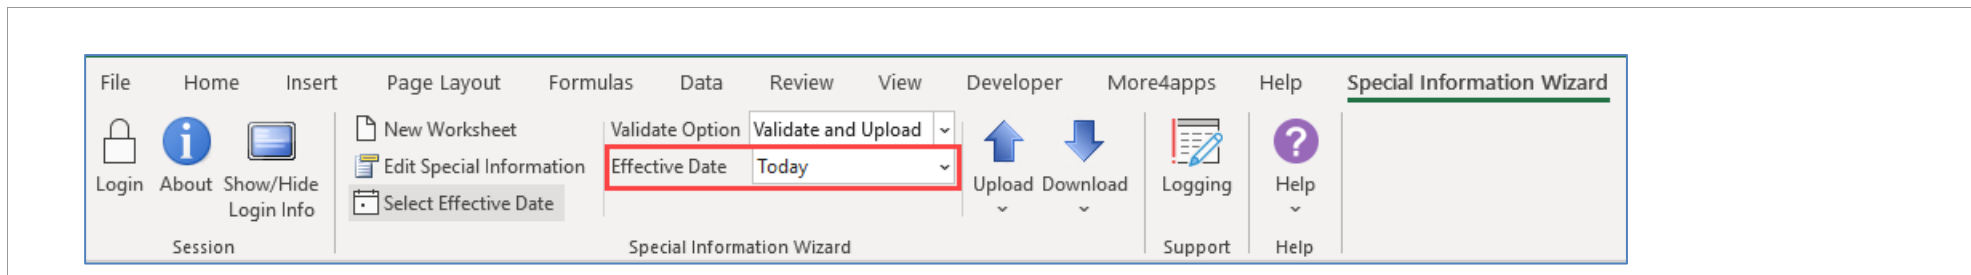 File Home Insert Page Layout Formulas Data Review View Developer More4apps Help Special Information Wizard
New Worksheet Validate Option Validate and Upload
Edit Special Information Effective Date Today
Login About Show/Hide Login Info Select Effective Date Upload Download Logging Help
Session Special Information Wizard Support Help